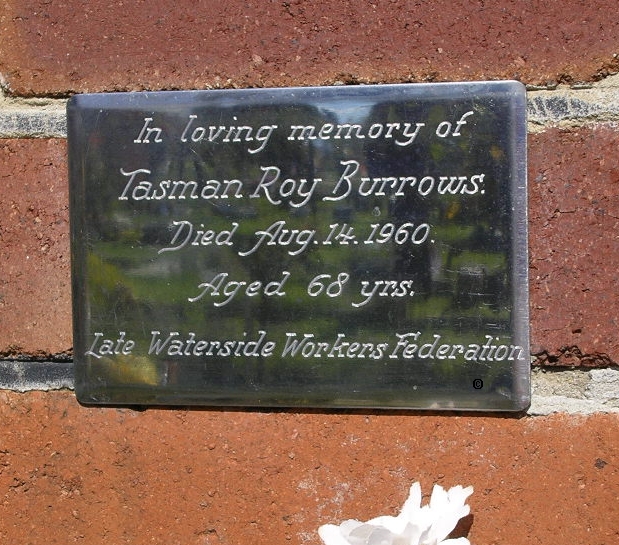 In loving memory of
Tasman Roy Burrows.
Died Aug. 14. 1960.
Aged 68 yrs.
Late Waterside Workers Federation